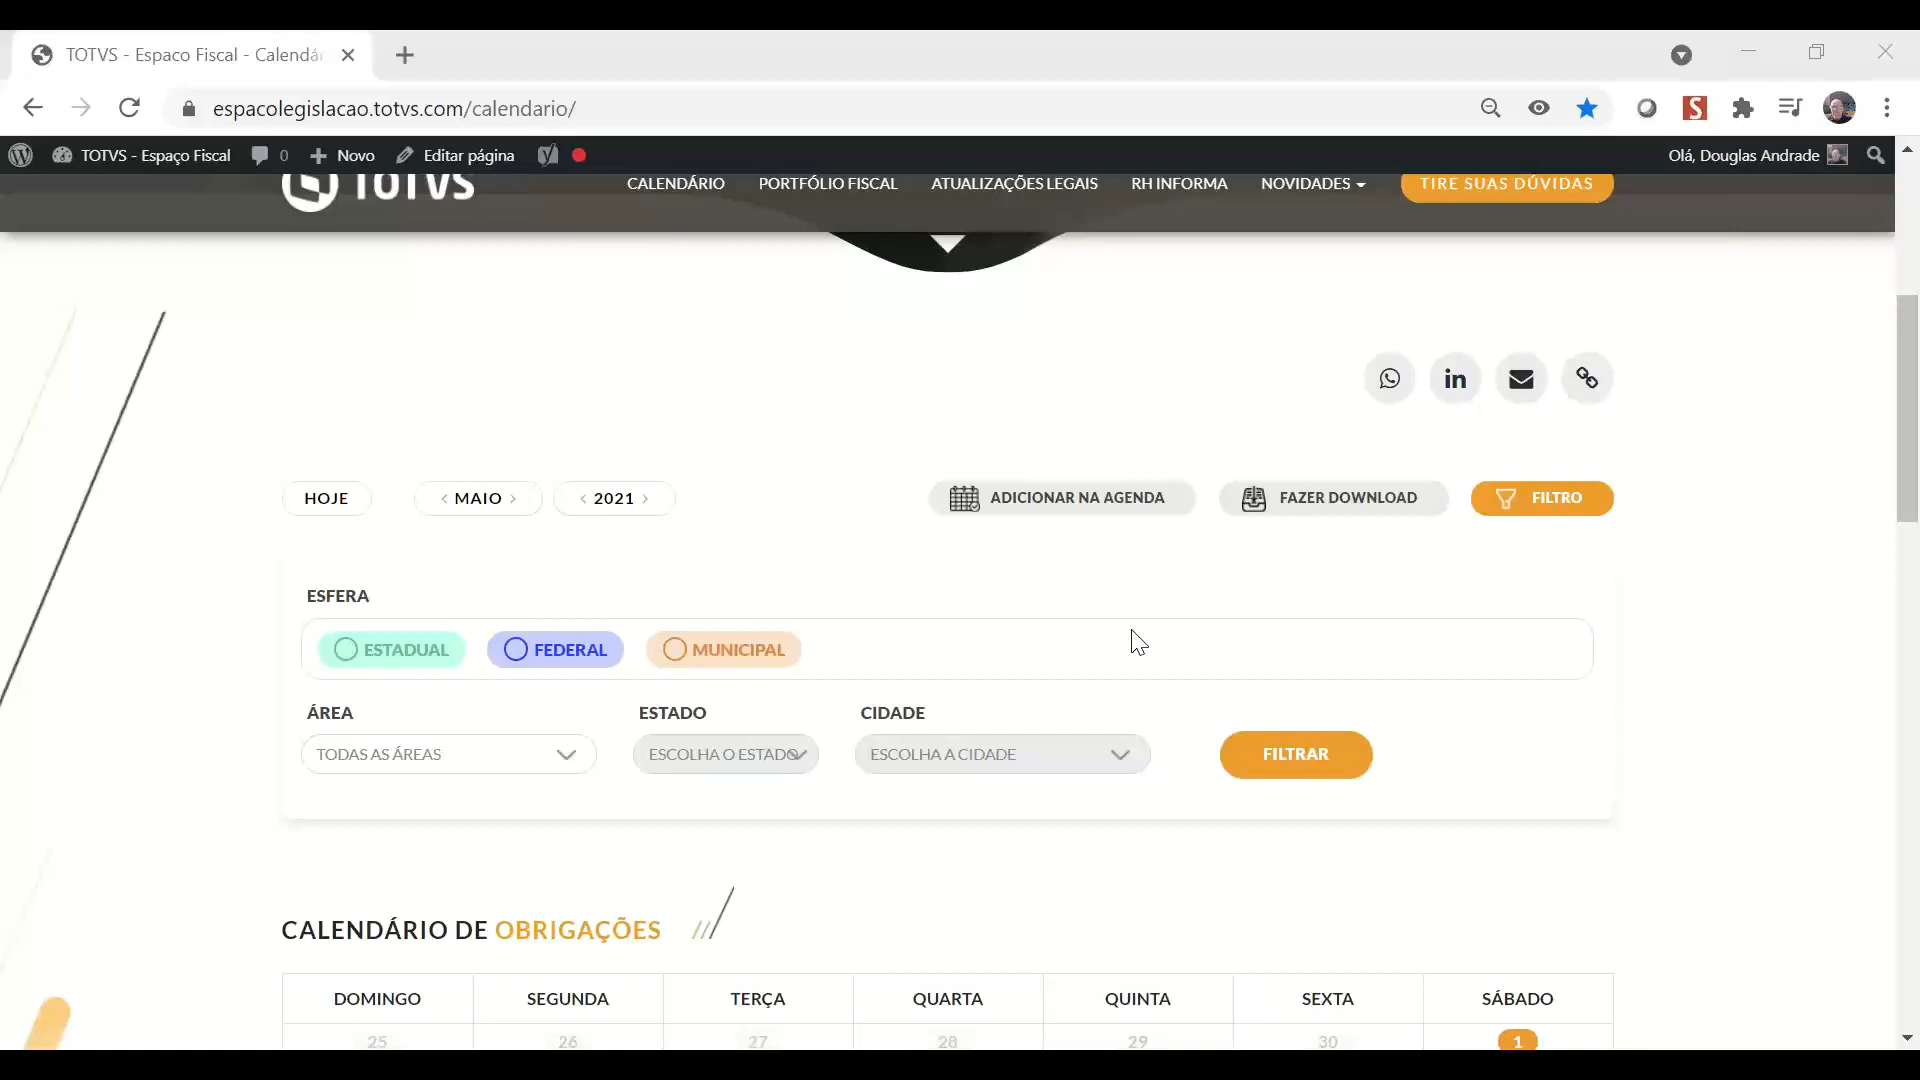 TOTVS - Espaco Fiscal - Calendár
espacolegislacao.totvs.com/calendario/
TOTVS - Espaço Fiscal 0 Novo Editar página Olá, Douglas Andrade
TOTVS CALENDÁRIO PORTFÓLIO FISCAL ATUALIZAÇÕES LEGAIS RH INFORMA NOVIDADES TIRE SUAS DÚVIDAS
HOJE < MAIO > < 2021 > ADICIONAR NA AGENDA FAZER DOWNLOAD FILTRO
ESFERA
ESTADUAL FEDERAL MUNICIPAL
ÁREA ESTADO CIDADE
TODAS AS ÁREAS ESCOLHA O ESTADO ESCOLHA A CIDADE FILTRAR
CALENDÁRIO DE OBRIGAÇÕES
DOMINGO SEGUNDA TERÇA QUARTA QUINTA SEXTA SÁBADO
25 26 27 28 29 30 1